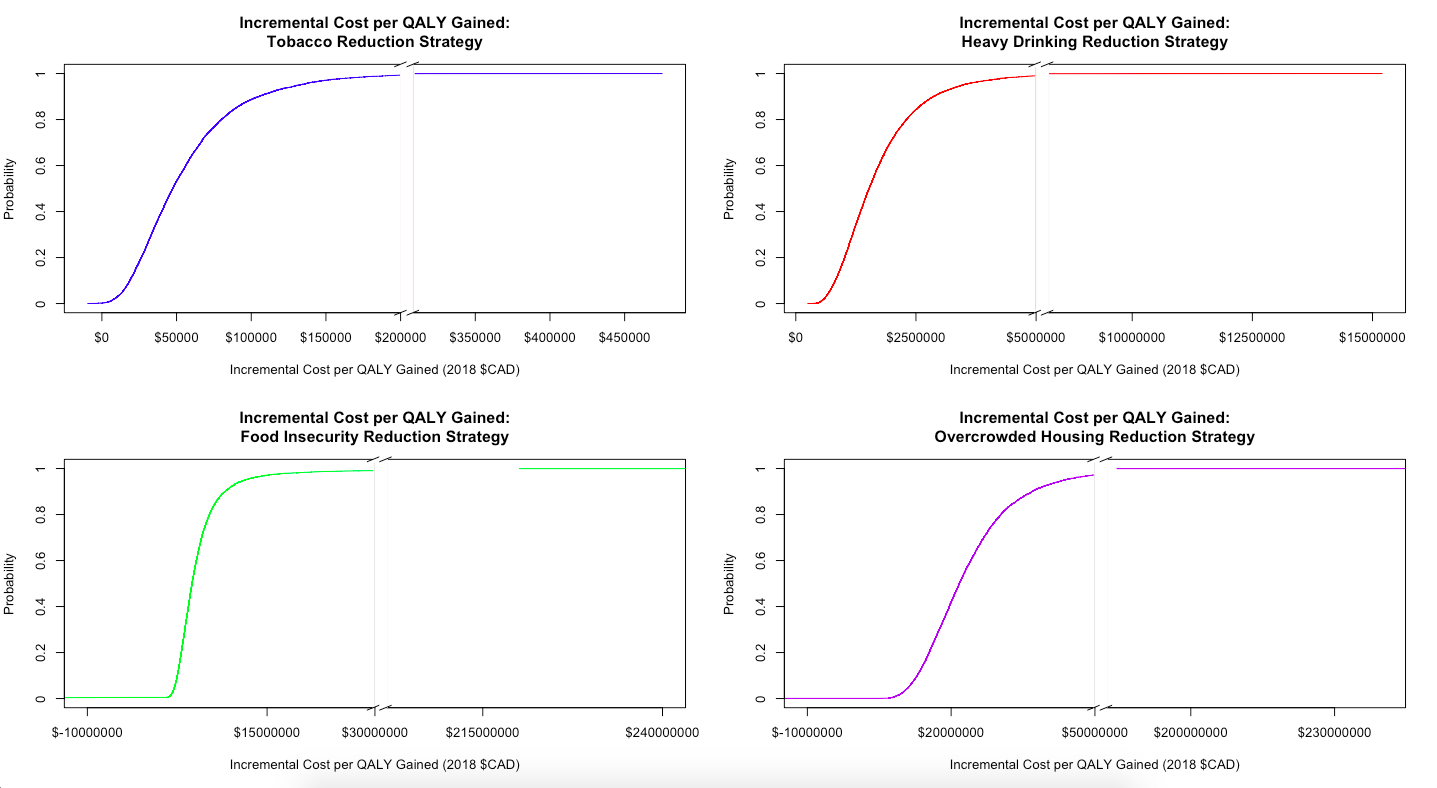 Incremental Cost per QALY Gained:
Tobacco Reduction Strategy
Probability
1
0.8
0.6
0.4
0.2
0
$0 $50000 $100000 $150000 $200000 $350000 $400000 $450000
Incremental Cost per QALY Gained (2018 $CAD)
Incremental Cost per QALY Gained:
Heavy Drinking Reduction Strategy
Probability
1
0.8
0.6
0.4
0.2
0
$0 $2500000 $5000000 $10000000 $12500000 $15000000
Incremental Cost per QALY Gained (2018 $CAD)
Incremental Cost per QALY Gained:
Food Insecurity Reduction Strategy
Probability
1
0.8
0.6
0.4
0.2
0
$-10000000 $15000000 $30000000 $215000000 $240000000
Incremental Cost per QALY Gained (2018 $CAD)
Incremental Cost per QALY Gained:
Overcrowded Housing Reduction Strategy
Probability
1
0.8
0.6
0.4
0.2
0
$-10000000 $20000000 $50000000 $200000000 $230000000
Incremental Cost per QALY Gained (2018 $CAD)